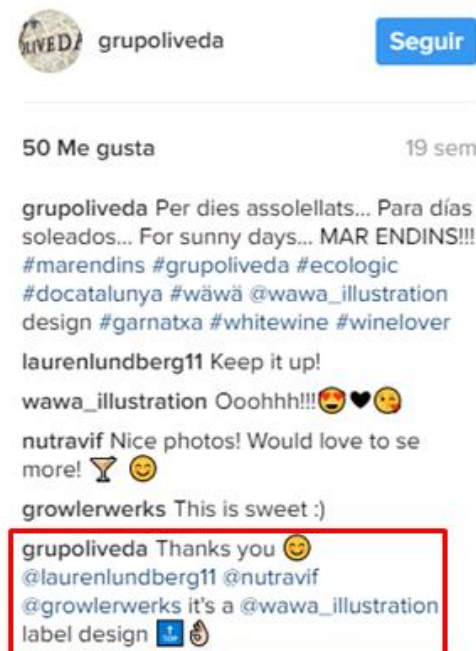 LIVEDA
grupoliveda
Seguir
50 Me gusta
19 sem
grupoliveda Per dies assolellats... Para días
soleados... For sunny days... MAR ENDINS!!!
#marendins #grupoliveda #ecologic
#docatalunya #wäwä @wawa_illustration
design #garnatxa #whitewine #winelover
laurenlundberg11 Keep it up!
wawa_illustration Ooohhh!!!😍🖤😘
nutravif Nice photos! Would love to se
more! 🍸 😊
growlerwerks This is sweet :)
grupoliveda Thanks you 😊
@laurenlundberg11 @nutravif
@growlerwerks it's a @wawa_illustration
label design 🔝👌